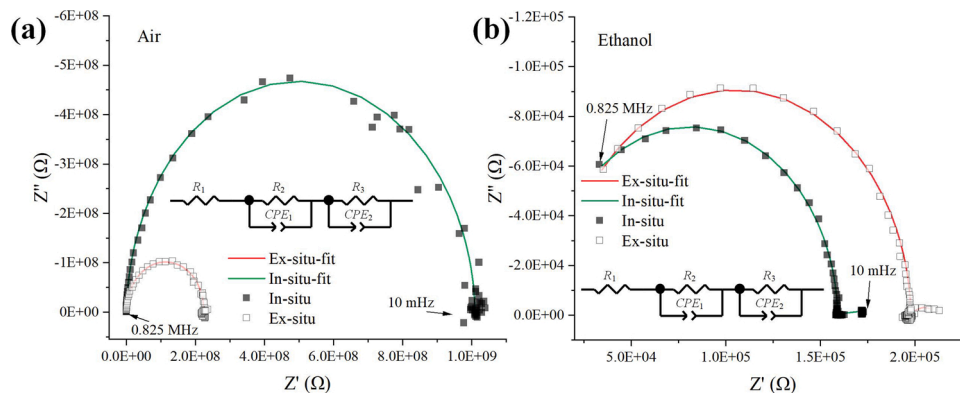 (a)
Air
-6E+08
-5E+08
-4E+08
-3E+08
-2E+08
-1E+08
0E+00
Z'' (Ω)
R1
R2
R3
CPE1
CPE2
Ex-situ-fit
In-situ-fit
In-situ
Ex-situ
10 mHz
0.825 MHz
0.0E+00
2.0E+08
4.0E+08
6.0E+08
8.0E+08
1.0E+09
Z' (Ω)
(b)
Ethanol
-1.2E+05
-1.0E+05
-8.0E+04
-6.0E+04
-4.0E+04
-2.0E+04
0.0E+00
Z'' (Ω)
0.825 MHz
Ex-situ-fit
In-situ-fit
In-situ
Ex-situ
10 mHz
R1
R2
R3
CPE1
CPE2
5.0E+04
1.0E+05
1.5E+05
2.0E+05
Z' (Ω)